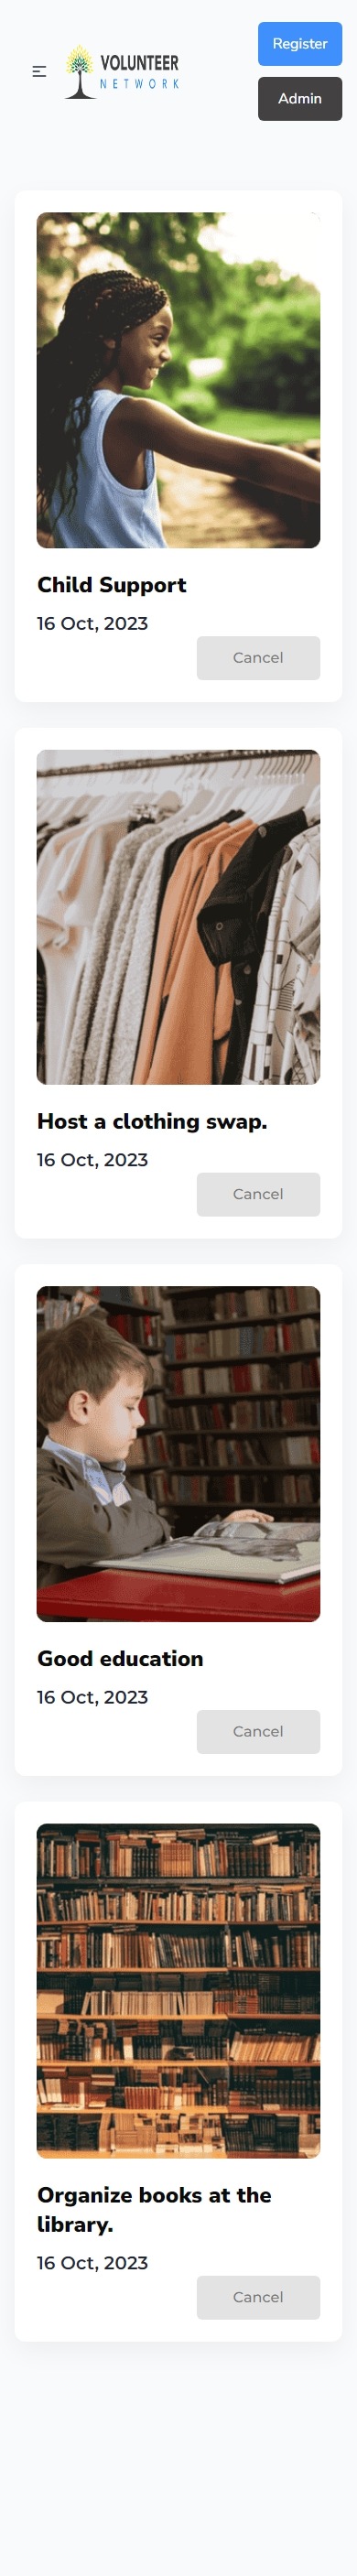 VOLUNTEER
NETWORK
Register
Admin
Child Support
16 Oct, 2023
Cancel
Host a clothing swap.
16 Oct, 2023
Cancel
Good education
16 Oct, 2023
Cancel
Organize books at the
library.
16 Oct, 2023
Cancel